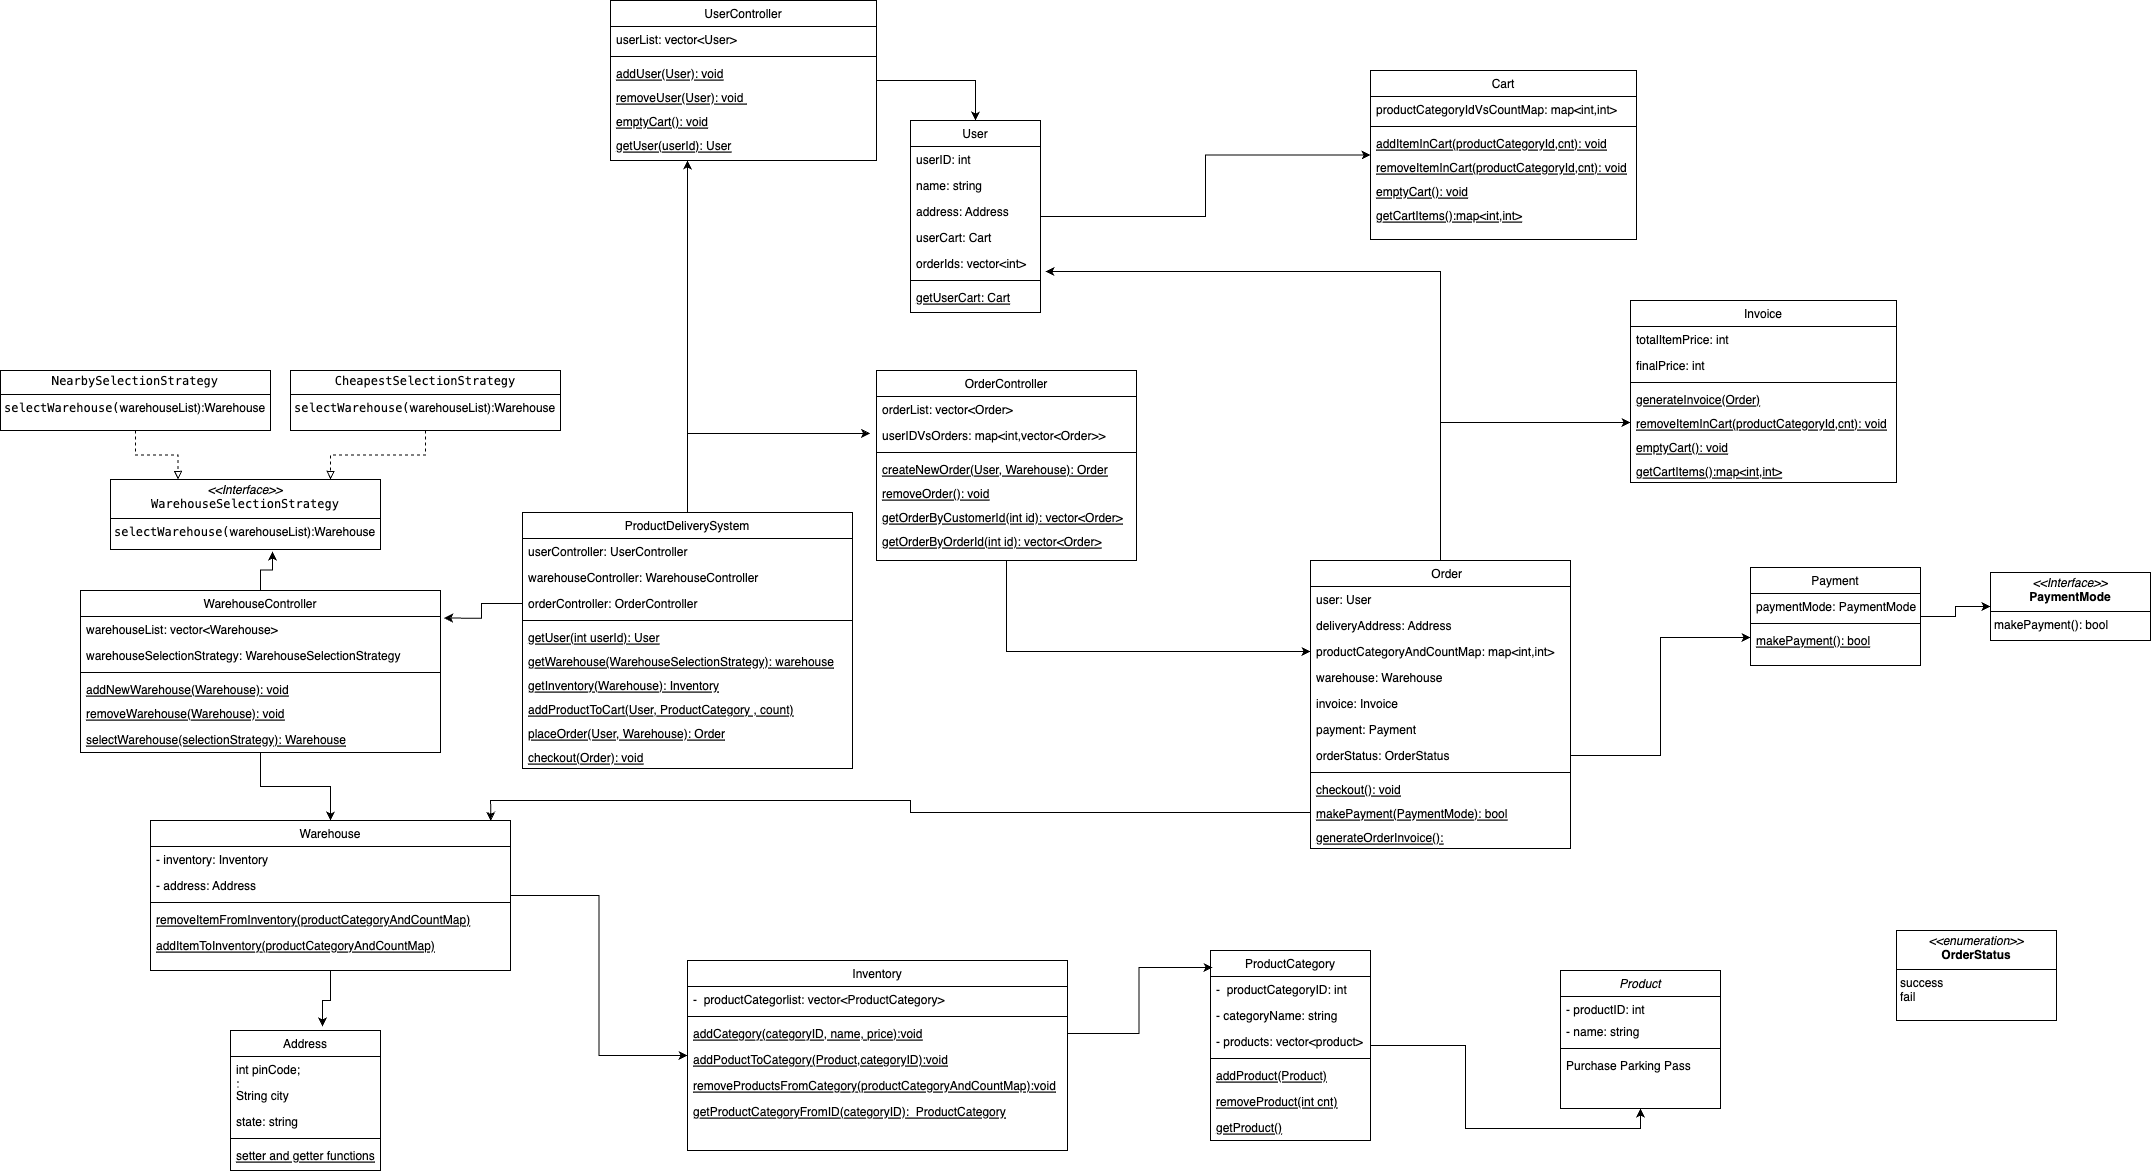 UserController
userList: vector<User>
addUser(User): void
removeUser(User): void
emptyCart(): void
getUser(userId): User
User
userID: int
name: string
address: Address
userCart: Cart
orderIds: vector<int>
getUserCart: Cart
Cart
productCategoryIdVsCountMap: map<int,int>
addItemInCart(productCategoryId,cnt): void
removeItemInCart(productCategoryId,cnt): void
emptyCart(): void
getCartItems():map<int,int>
Invoice
totalItemPrice: int
finalPrice: int
generateInvoice(Order)
removeItemInCart(productCategoryId,cnt): void
emptyCart(): void
getCartItems():map<int,int>
NearbySelectionStrategy
selectWarehouse(warehouseList):Warehouse
CheapestSelectionStrategy
selectWarehouse(warehouseList):Warehouse
<<Interface>>
WarehouseSelectionStrategy
selectWarehouse(warehouseList):Warehouse
OrderController
orderList: vector<Order>
userIDVsOrders: map<int,vector<Order>>
createNewOrder(User, Warehouse): Order
removeOrder(): void
getOrderByCustomerId(int id): vector<Order>
getOrderByOrderId(int id): vector<Order>
ProductDeliverySystem
userController: UserController
warehouseController: WarehouseController
orderController: OrderController
getUser(int userId): User
getWarehouse(WarehouseSelectionStrategy): warehouse
getInventory(Warehouse): Inventory
addProductToCart(User, ProductCategory , count)
placeOrder(User, Warehouse): Order
checkout(Order): void
WarehouseController
warehouseList: vector<Warehouse>
warehouseSelectionStrategy: WarehouseSelectionStrategy
addNewWarehouse(Warehouse): void
removeWarehouse(Warehouse): void
selectWarehouse(selectionStrategy): Warehouse
Order
user: User
deliveryAddress: Address
productCategoryAndCountMap: map<int,int>
warehouse: Warehouse
invoice: Invoice
payment: Payment
orderStatus: OrderStatus
checkout(): void
makePayment(PaymentMode): bool
generateOrderInvoice():
Payment
paymentMode: PaymentMode
makePayment(): bool
<<Interface>>
PaymentMode
makePayment(): bool
Warehouse
- inventory: Inventory
- address: Address
removeItemFromInventory(productCategoryAndCountMap)
addItemToInventory(productCategoryAndCountMap)
Address
int pinCode;
:
String city
state: string
setter and getter functions
Inventory
- productCategorlist: vector<ProductCategory>
addCategory(categoryID, name, price):void
addPoductToCategory(Product,categoryID):void
removeProductsFromCategory(productCategoryAndCountMap):void
getProductCategoryFromID(categoryID): ProductCategory
ProductCategory
- productCategoryID: int
- categoryName: string
- products: vector<product>
addProduct(Product)
removeProduct(int cnt)
getProduct()
Product
- productID: int
- name: string
Purchase Parking Pass
<<enumeration>>
OrderStatus
success
fail